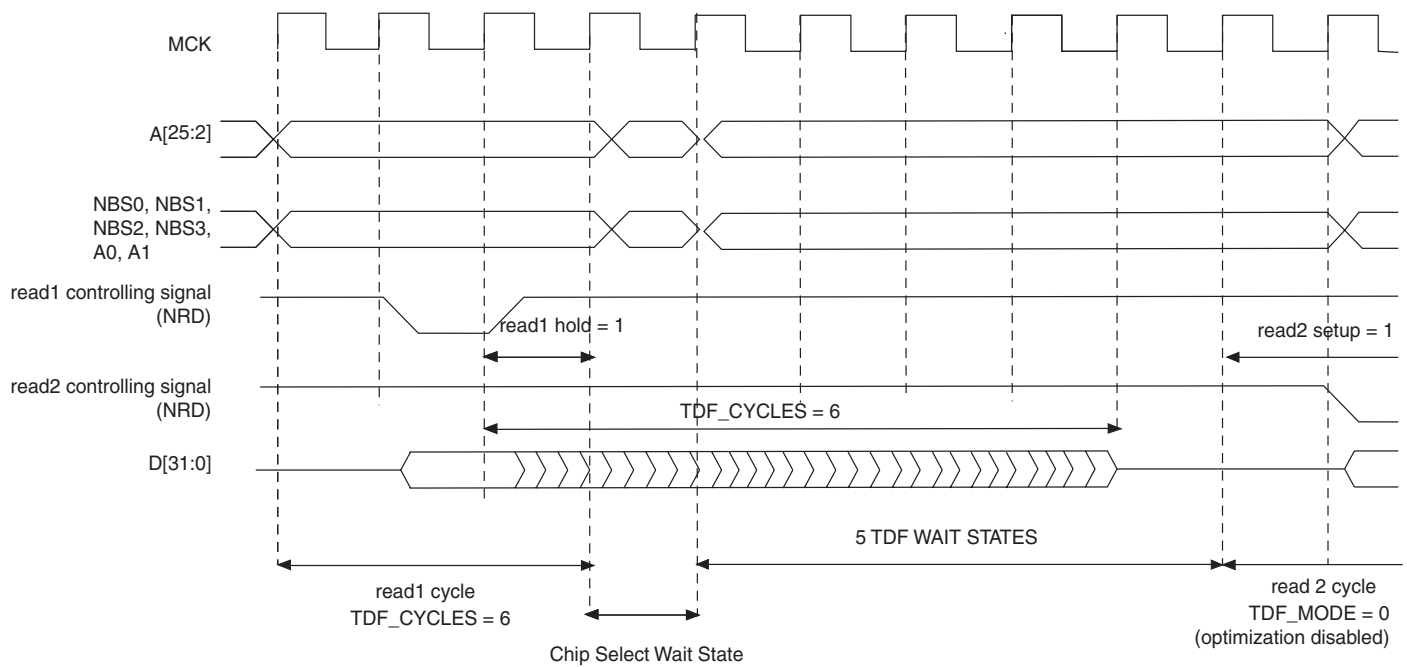 MCK
A[25:2]
NBS0, NBS1,
NBS2, NBS3,
A0, A1
read1 controlling signal
(NRD)
read1 hold = 1
read2 setup = 1
read2 controlling signal
(NRD)
TDF_CYCLES = 6
D[31:0]
5 TDF WAIT STATES
read1 cycle
TDF_CYCLES = 6
read 2 cycle
TDF_MODE = 0
(optimization disabled)
Chip Select Wait State